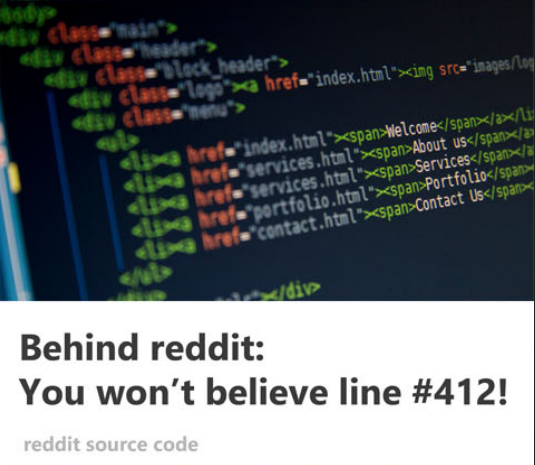 <body>
<div class="main">
<div class="header">
<div class="block_header">
<div class="logo"><a href="index.html"><img src="images/log
<div class="menu">
<ul>
<li><a href="index.html"><span>Welcome</span></a></li
<li><a href="services.html"><span>About us</span></a>
<li><a href="services.html"><span>Services</span></a
<li><a href="portfolio.html"><span>Portfolio</span>
<li><a href="contact.html"><span>Contact Us</span><
</ul>
</div>
Behind reddit:
You won't believe line #412!
reddit source code